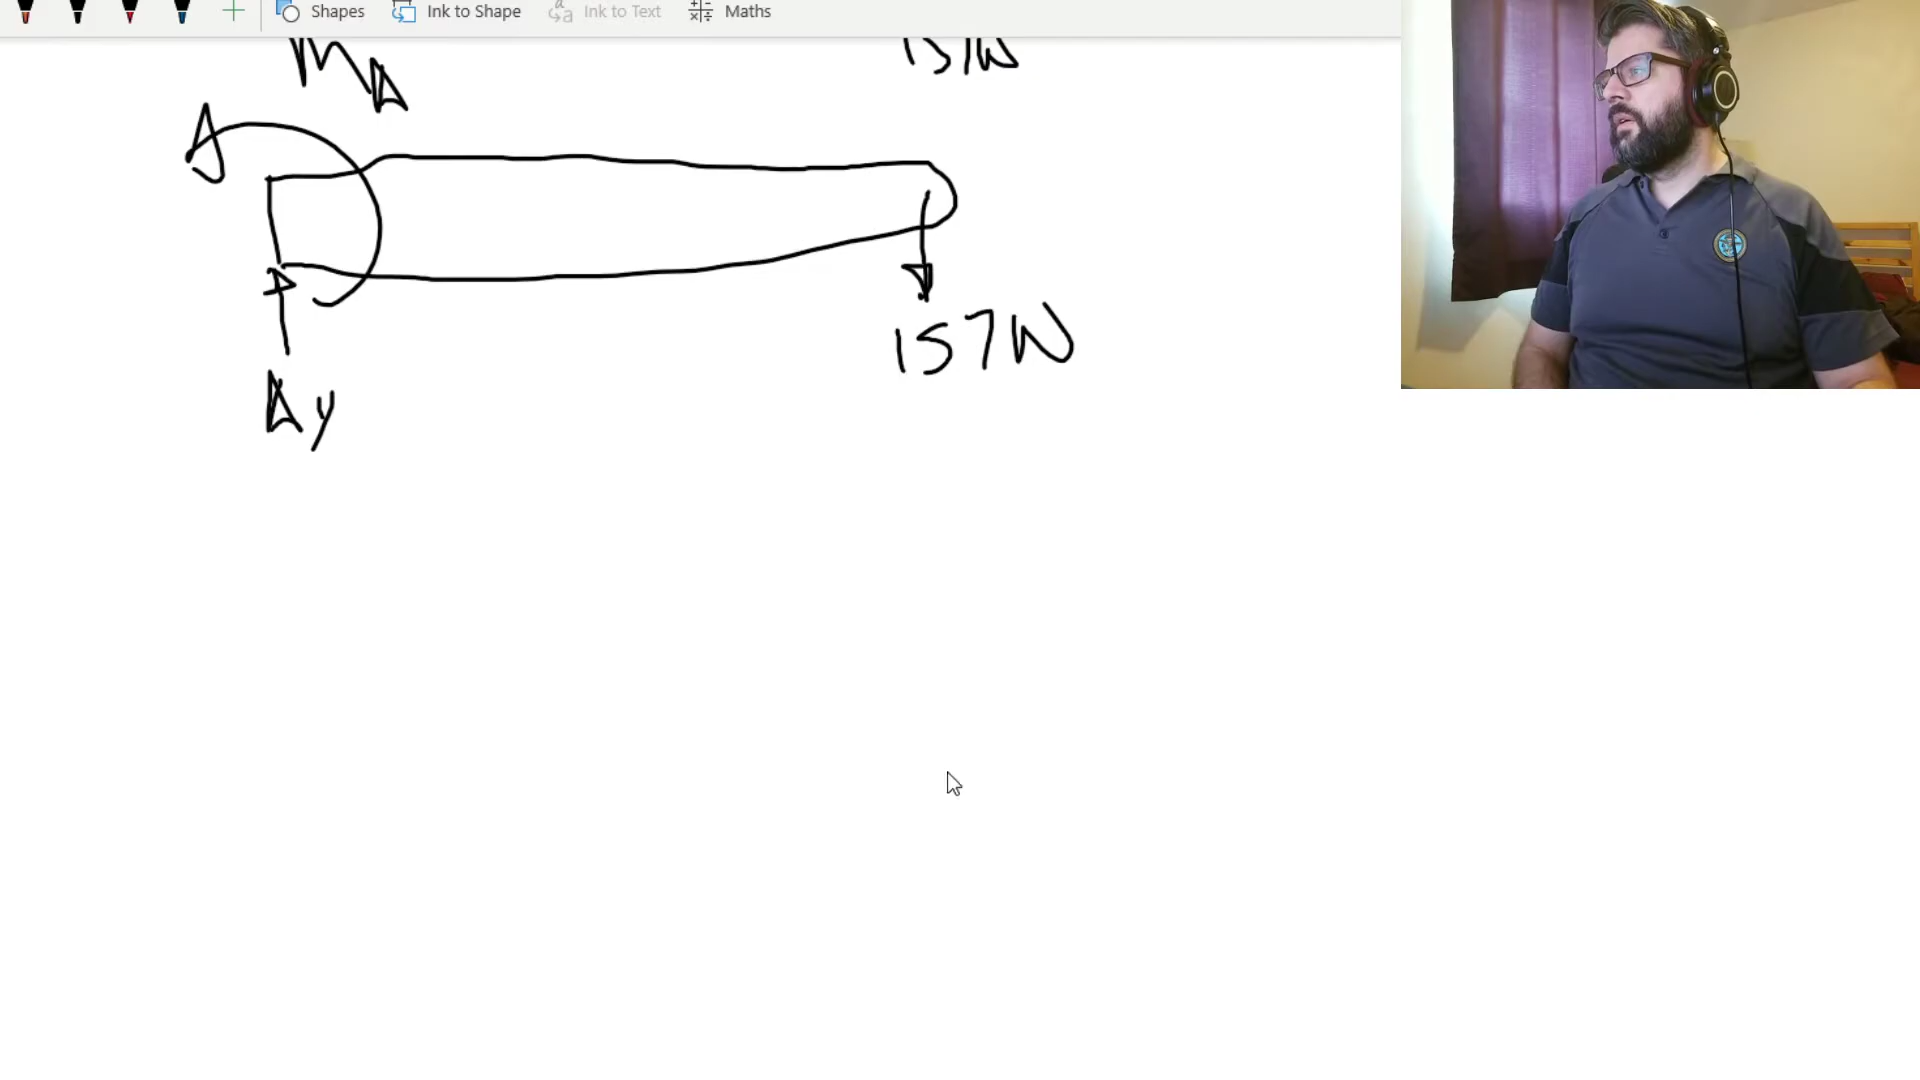 Shapes Ink to Shape Ink to Text Maths
MA
157N
157N
Ay